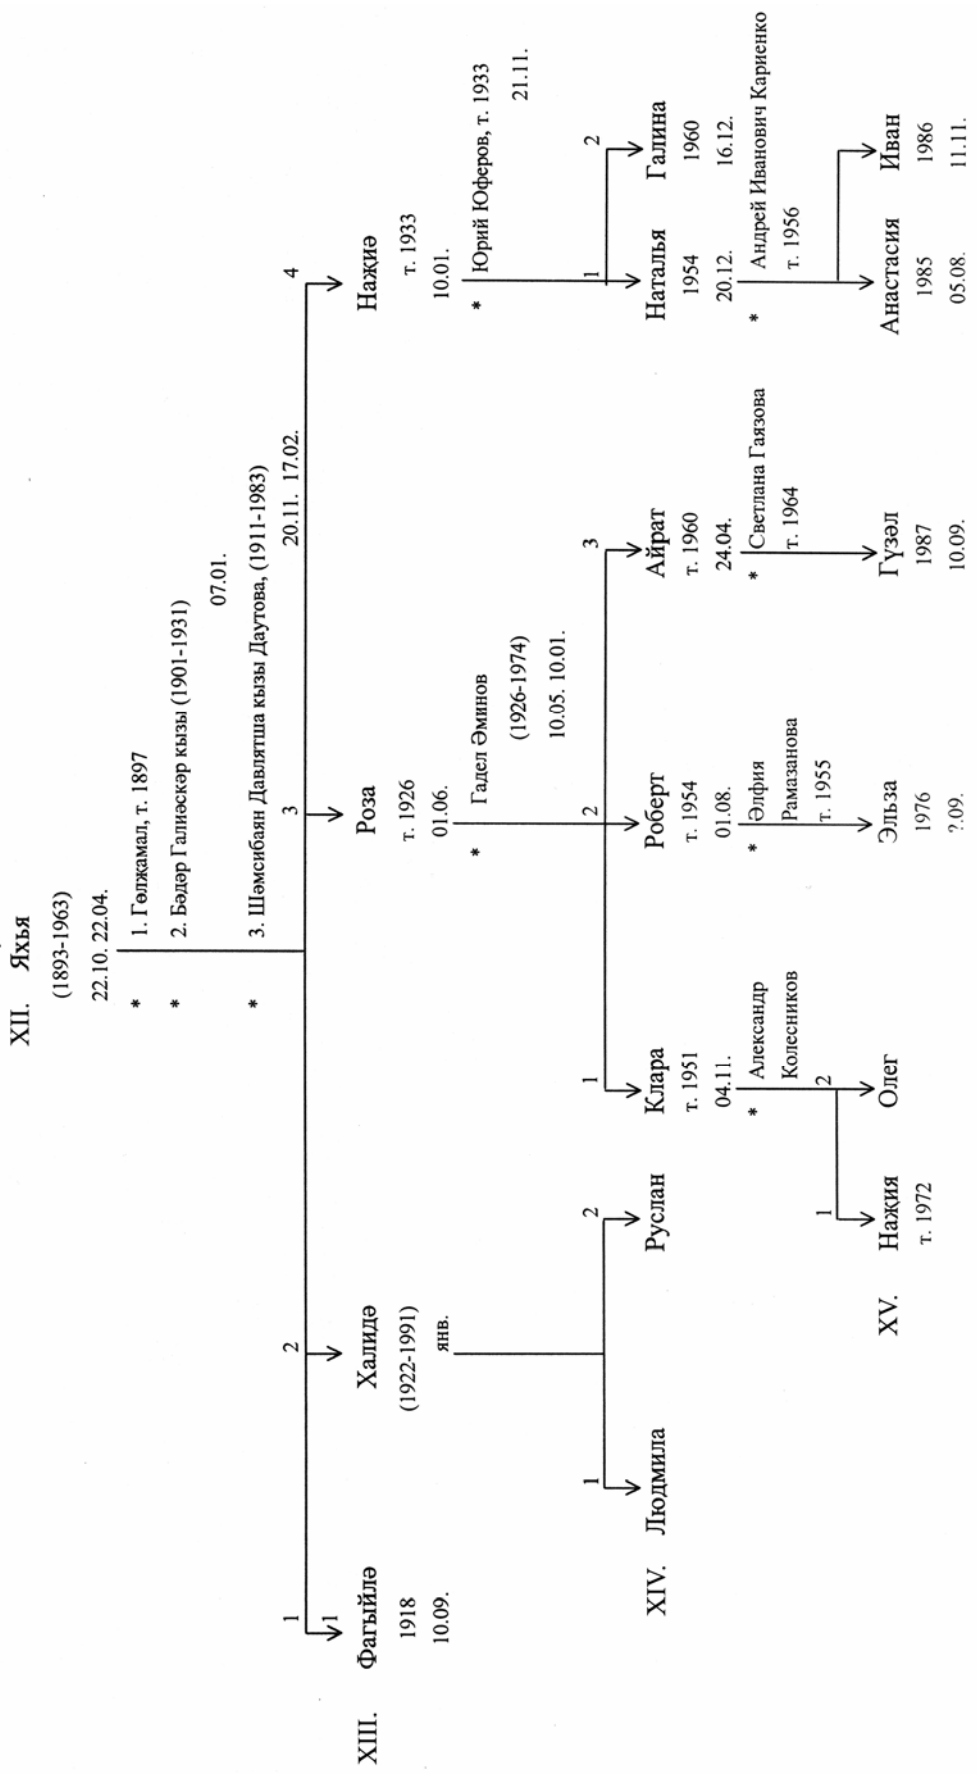 XII. Яхья
(1893-1963)
22.10. 22.04.
* 1. Гөлҗамал, т. 1897
* 2. Бәдәр Галиәскәр кызы (1901-1931)
07.01.
* 3. Шәмсибаян Давлятша кызы Даутова, (1911-1983)
20.11. 17.02.
1 2 3 4
1
XIII. Фагыйлә Халидә Роза Наҗиә
1918 (1922-1991) т. 1926 т. 1933
10.09. янв. 01.06. 10.01.
* Гадел Әминов * Юрий Юферов, т. 1933
(1926-1974) 21.11.
10.05. 10.01.
1 2 1 2 3 1 2
XIV. Людмила Руслан Клара Роберт Айрат Наталья Галина
т. 1951 т. 1954 т. 1960 1954 1960
04.11. 01.08. 24.04. 20.12. 16.12.
* Александр * Әлфия * Светлана Гаязова * Андрей Иванович Кариенко
Колесников Рамазанова т. 1964 т. 1956
т. 1955
1 2
XV. Наҗия Олег Эльза Гүзәл Анастасия Иван
т. 1972 1976 1987 1985 1986
?.09. 10.09. 05.08. 11.11.